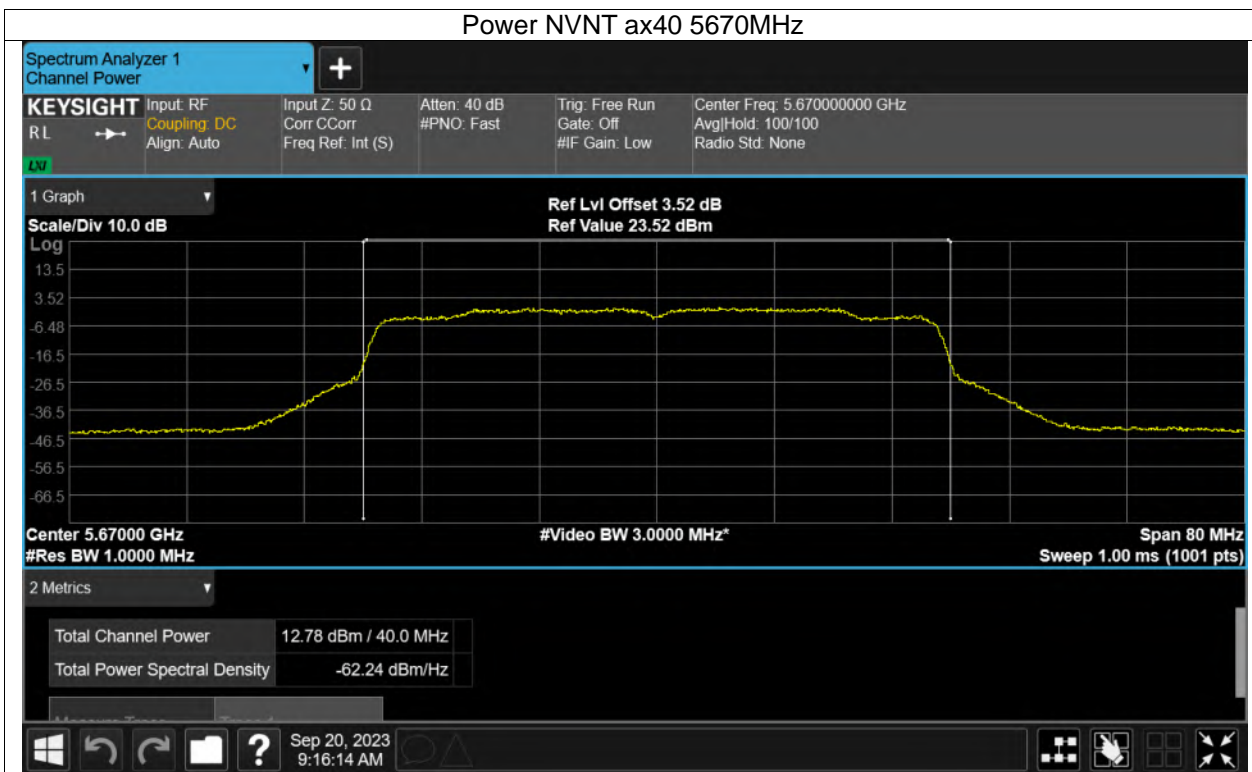 Power NVNT ax40 5670MHz
Spectrum Analyzer 1
Channel Power
+
KEYSIGHT
RL
LXI
Input: RF
Coupling: DC
Align: Auto
Input Z: 50 Ω
Corr CCorr
Freq Ref: Int (S)
Atten: 40 dB
#PNO: Fast
Trig: Free Run
Gate: Off
#IF Gain: Low
Center Freq: 5.670000000 GHz
Avg|Hold: 100/100
Radio Std: None
1 Graph
Ref Lvl Offset 3.52 dB
Scale/Div 10.0 dB
Ref Value 23.52 dBm
Log
13.5
3.52
-6.48
-16.5
-26.5
-36.5
-46.5
-56.5
-66.5
Center 5.67000 GHz
#Video BW 3.0000 MHz*
Span 80 MHz
#Res BW 1.0000 MHz
Sweep 1.00 ms (1001 pts)
2 Metrics
Total Channel Power 12.78 dBm / 40.0 MHz
Total Power Spectral Density -62.24 dBm/Hz
?
Sep 20, 2023
9:16:14 AM